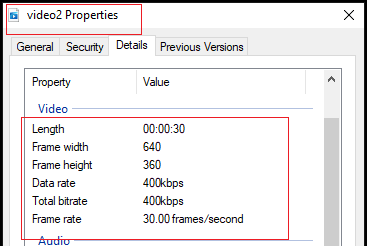 video2 Properties
General Security Details Previous Versions
Property Value
Video
Length 00:00:30
Frame width 640
Frame height 360
Data rate 400kbps
Total bitrate 400kbps
Frame rate 30.00 frames/second
Audio